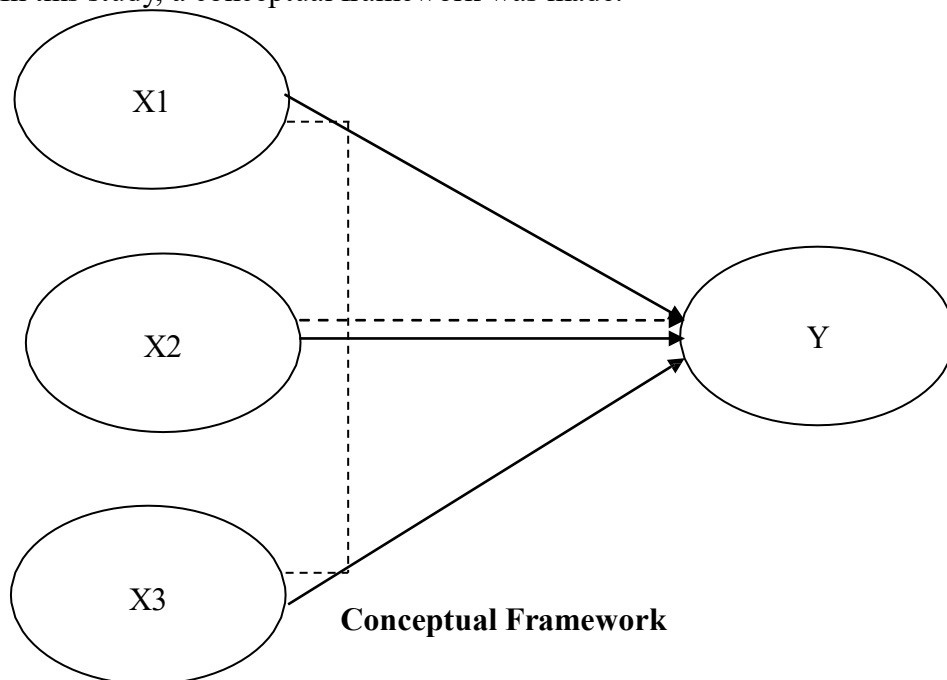 In this study, a conceptual framework was made.
X1
X2
Y
X3
Conceptual Framework